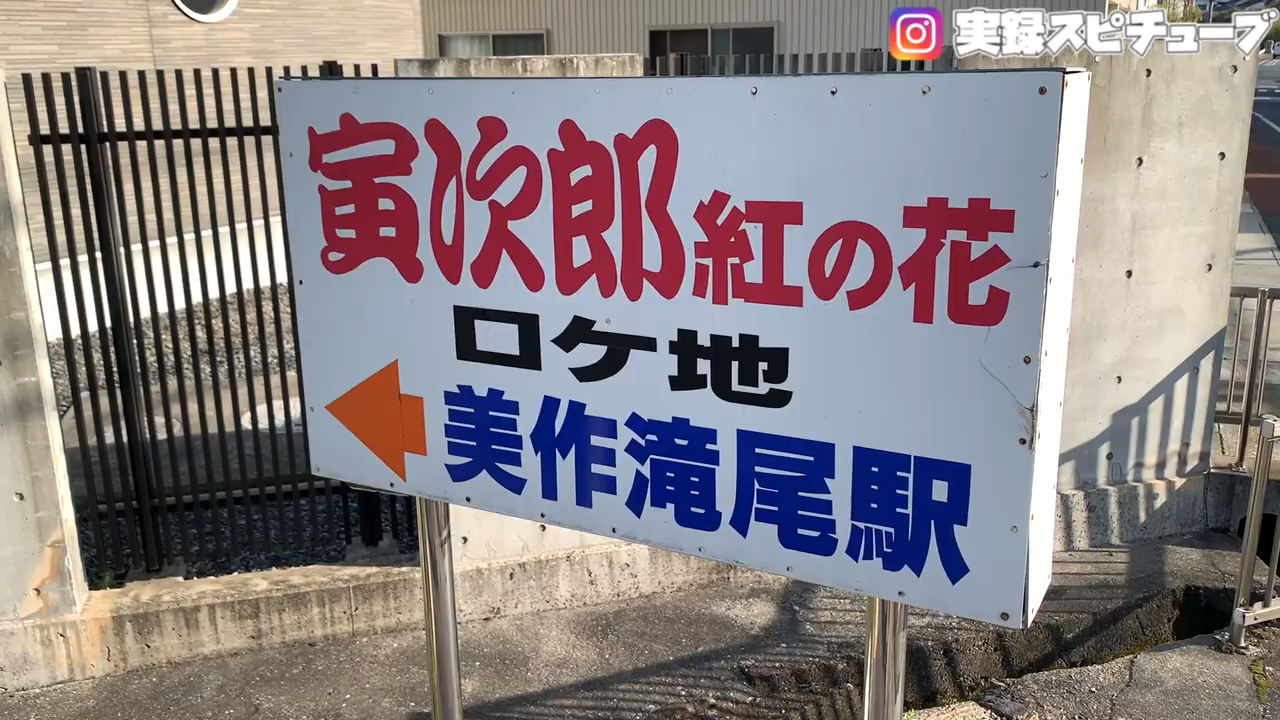 実録スピチューブ
寅次郎紅の花
ロケ地
美作滝尾駅